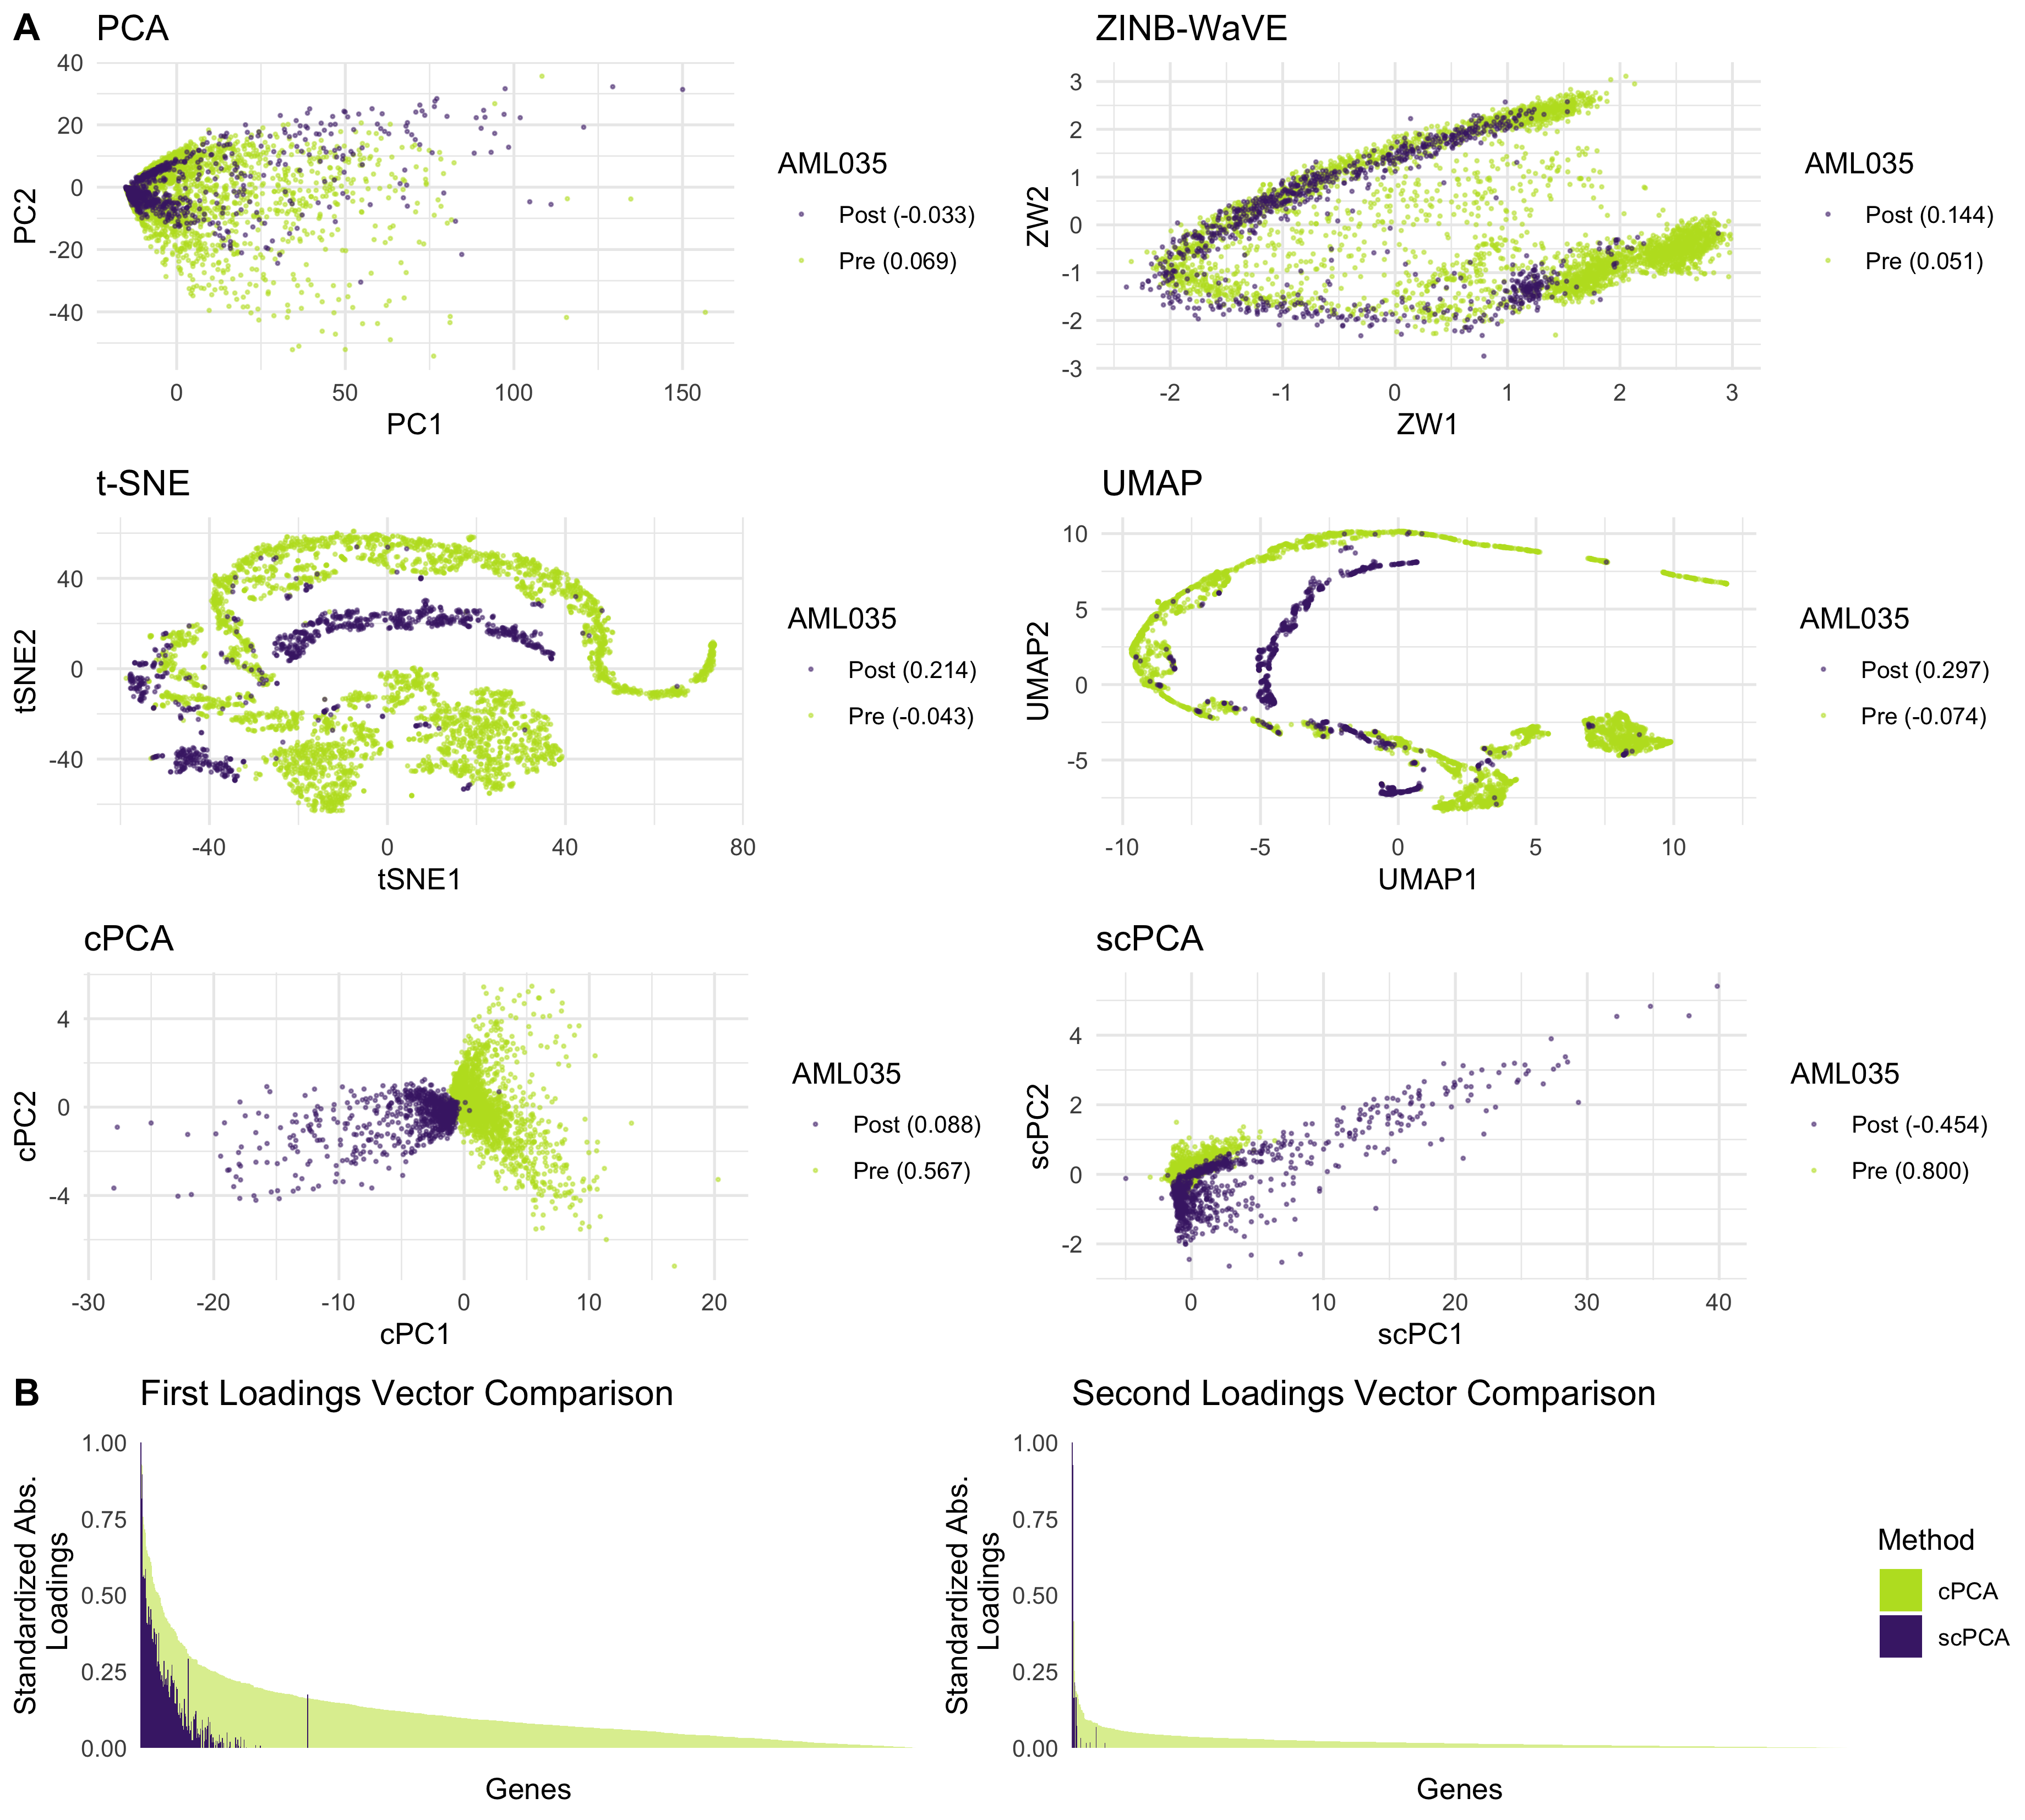 A
PCA
40
20
0
-20
-40
PC2
0
50
100
150
PC1
AML035
Post (-0.033)
Pre (0.069)
ZINB-WaVE
3
2
1
0
-1
-2
-3
ZW2
-2
-1
0
1
2
3
ZW1
AML035
Post (0.144)
Pre (0.051)
t-SNE
40
0
-40
tSNE2
-40
0
40
80
tSNE1
AML035
Post (0.214)
Pre (-0.043)
UMAP
10
5
0
-5
UMAP2
-10
-5
0
5
10
UMAP1
AML035
Post (0.297)
Pre (-0.074)
cPCA
4
0
-4
cPC2
-30
-20
-10
0
10
20
cPC1
AML035
Post (0.088)
Pre (0.567)
scPCA
4
2
0
-2
scPC2
0
10
20
30
40
scPC1
AML035
Post (-0.454)
Pre (0.800)
B
First Loadings Vector Comparison
1.00
0.75
0.50
0.25
0.00
Standardized Abs.
Loadings
Genes
Second Loadings Vector Comparison
1.00
0.75
0.50
0.25
0.00
Standardized Abs.
Loadings
Genes
Method
cPCA
scPCA